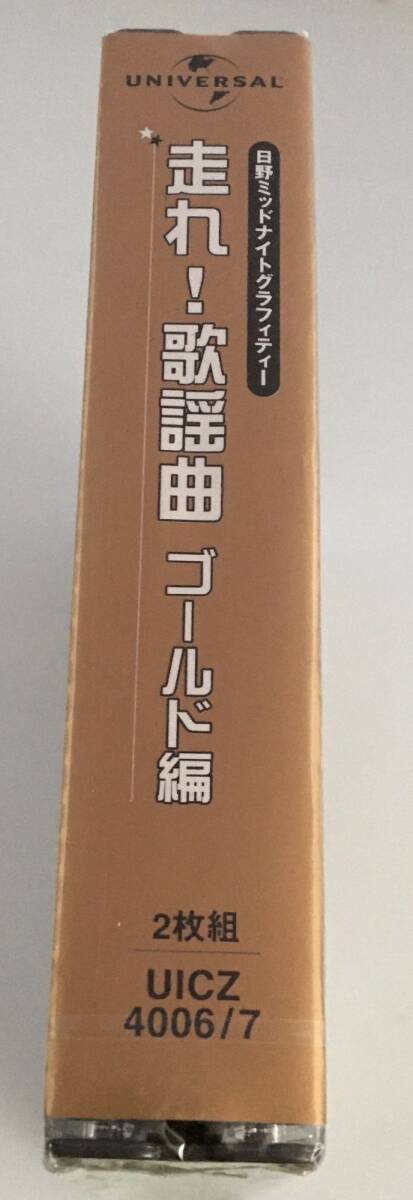 UNIVERSAL
日野ミッドナイトグラフィティー
走れ!歌謡曲 ゴールド編
2枚組
UICZ
4006/7